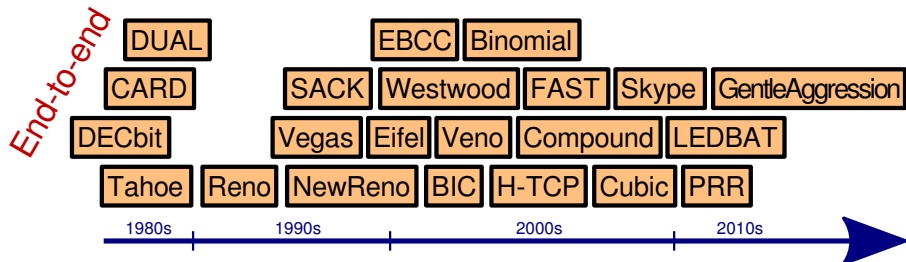 End-to-end
DUAL EBCC Binomial
CARD SACK Westwood FAST Skype GentleAggression
DECbit Vegas Eifel Veno Compound LEDBAT
Tahoe Reno NewReno BIC H-TCP Cubic PRR
1980s 1990s 2000s 2010s